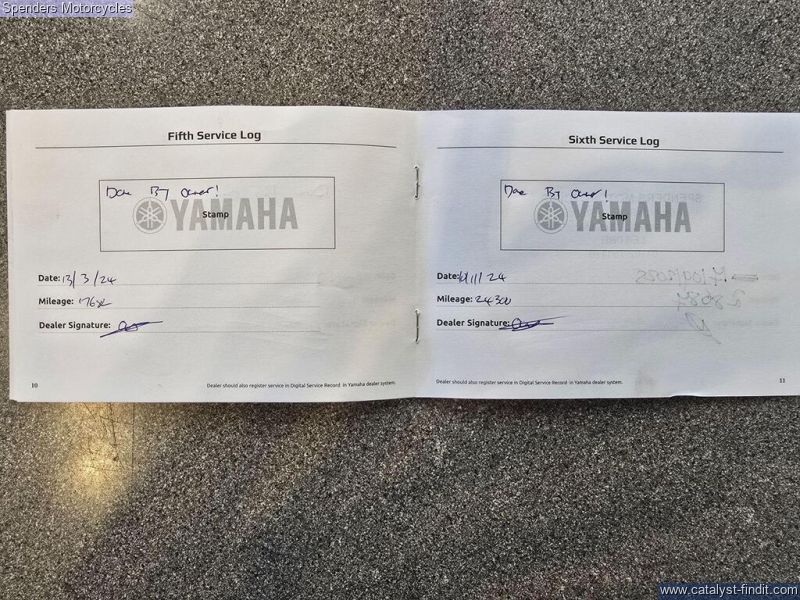 Spenders Motorcycles
Fifth Service Log
Done By Owner!
YAMAHA
Stamp
Date: 13/3/24
Mileage:
Dealer Signature:
10
Dealer should also register service in Digital Service Record in Yamaha dealer system.
Sixth Service Log
Done By Owner!
YAMAHA
Stamp
Date: /11/24
Mileage: 24300
Dealer Signature:
11
Dealer should also register service in Digital Service Record in Yamaha dealer system.
www.catalyst-findit.com